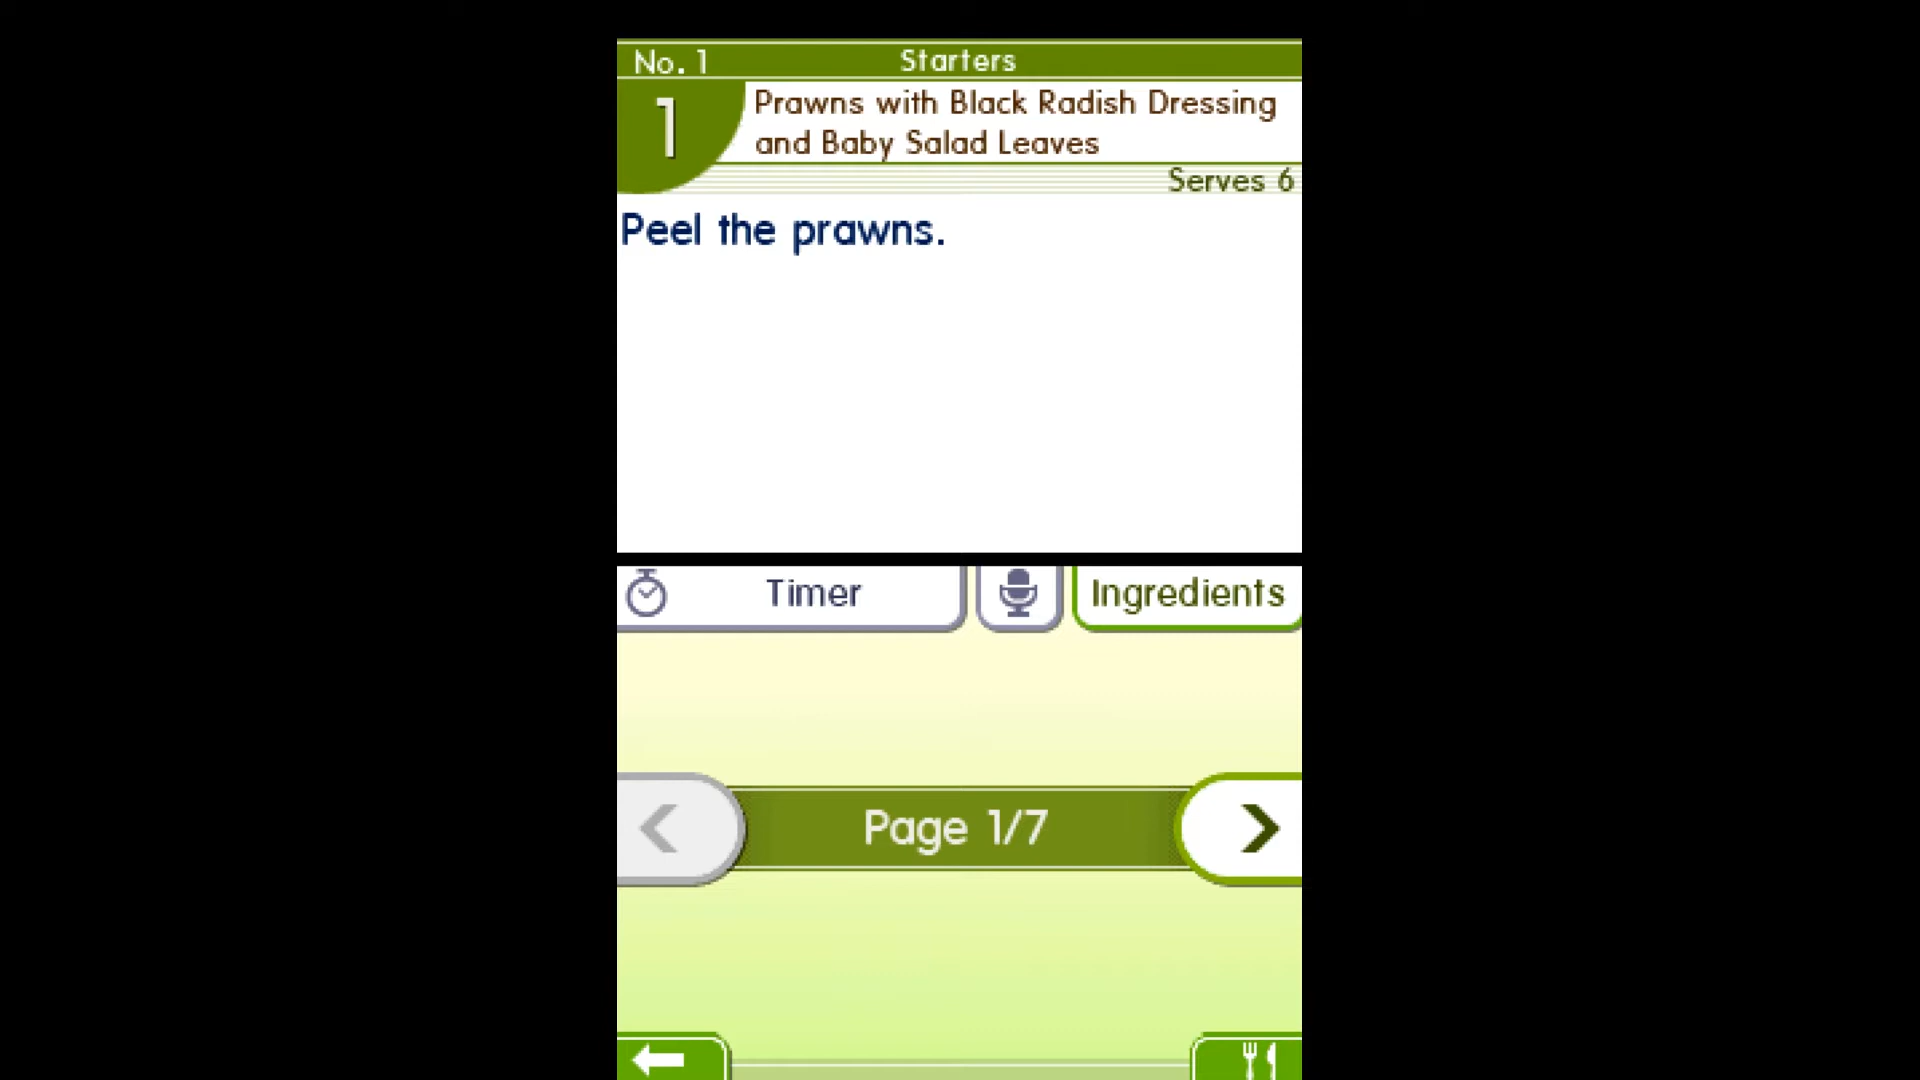 No. 1
Starters
1
Prawns with Black Radish Dressing
and Baby Salad Leaves
Serves 6
Peel the prawns.
Timer
Ingredients
Page 1/7